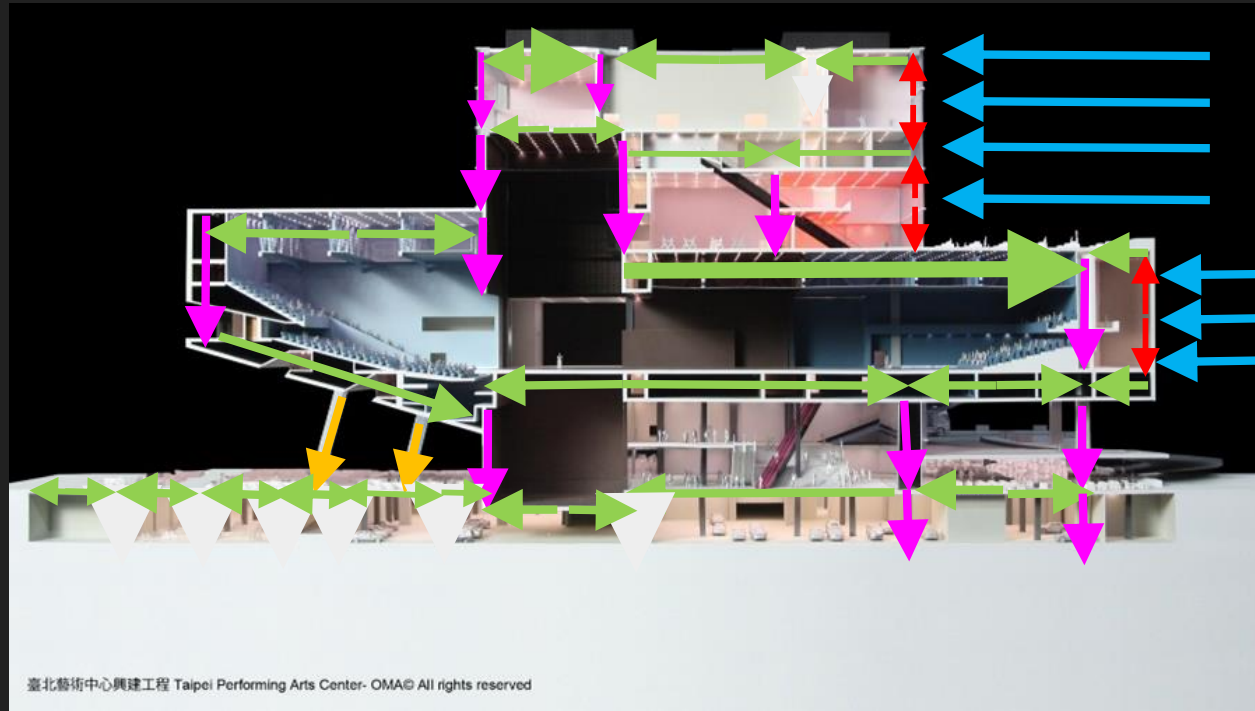 臺北藝術中心興建工程 Taipei Performing Arts Center- OMA© All rights reserved